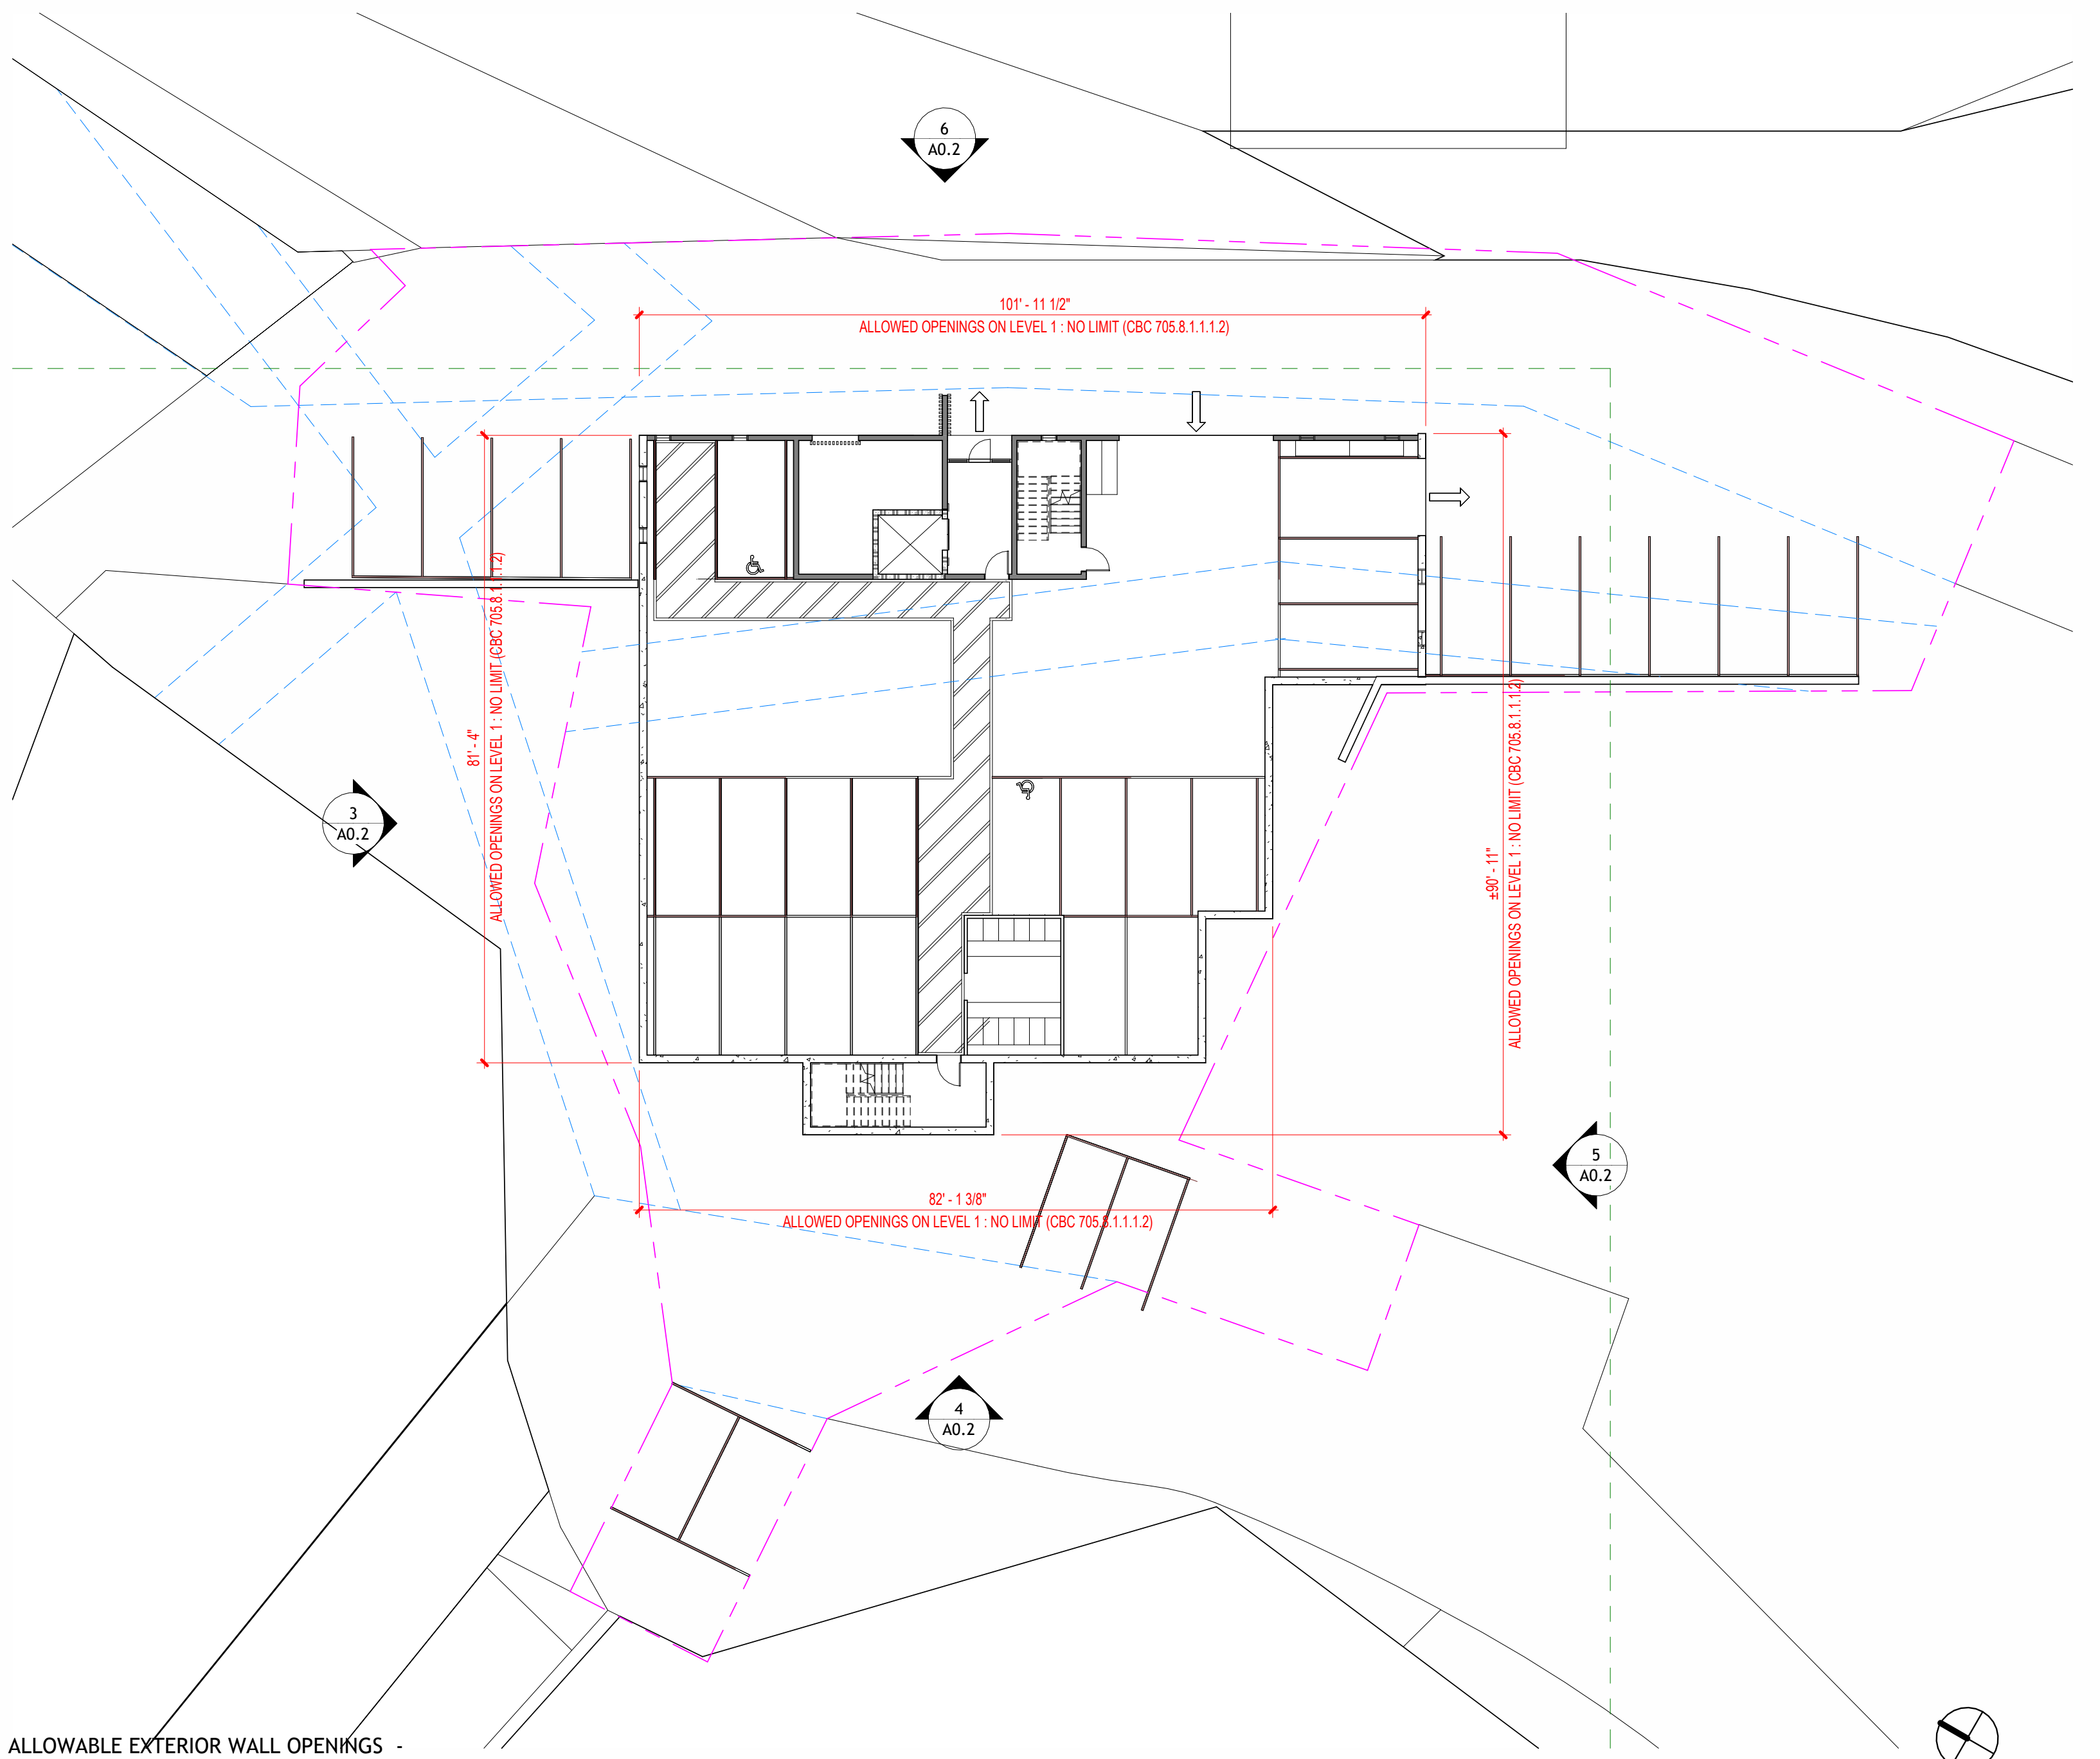 6
A0.2
101' - 11 1/2"
ALLOWED OPENINGS ON LEVEL 1 : NO LIMIT (CBC 705.8.1.1.1.2)
81' - 4"
ALLOWED OPENINGS ON LEVEL 1 : NO LIMIT (CBC 705.8.1.1.1.2)
3
A0.2
±90' - 11"
ALLOWED OPENINGS ON LEVEL 1 : NO LIMIT (CBC 705.8.1.1.1.2)
5
A0.2
82' - 1 3/8"
ALLOWED OPENINGS ON LEVEL 1 : NO LIMIT (CBC 705.8.1.1.1.2)
4
A0.2
ALLOWABLE EXTERIOR WALL OPENINGS -